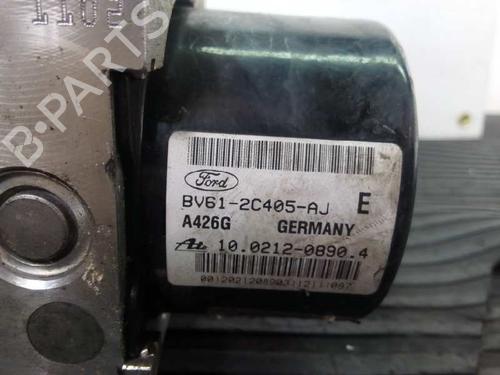 B-PARTS
Ford
BV61-2C405-AJ E
A426G GERMANY
10.0212-0890.4